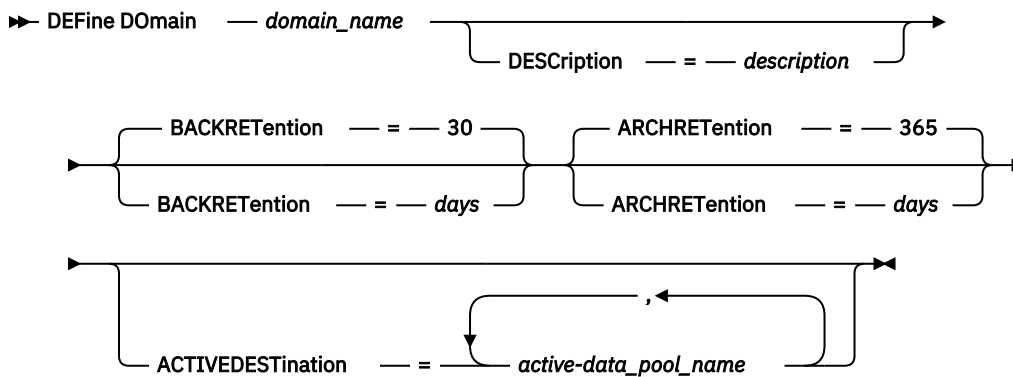 DEFine DOmain domain_name
DESCription = description
BACKRETention = 30 ARCHRETention = 365
BACKRETention = days ARCHRETention = days
,
ACTIVEDESTination = active-data_pool_name